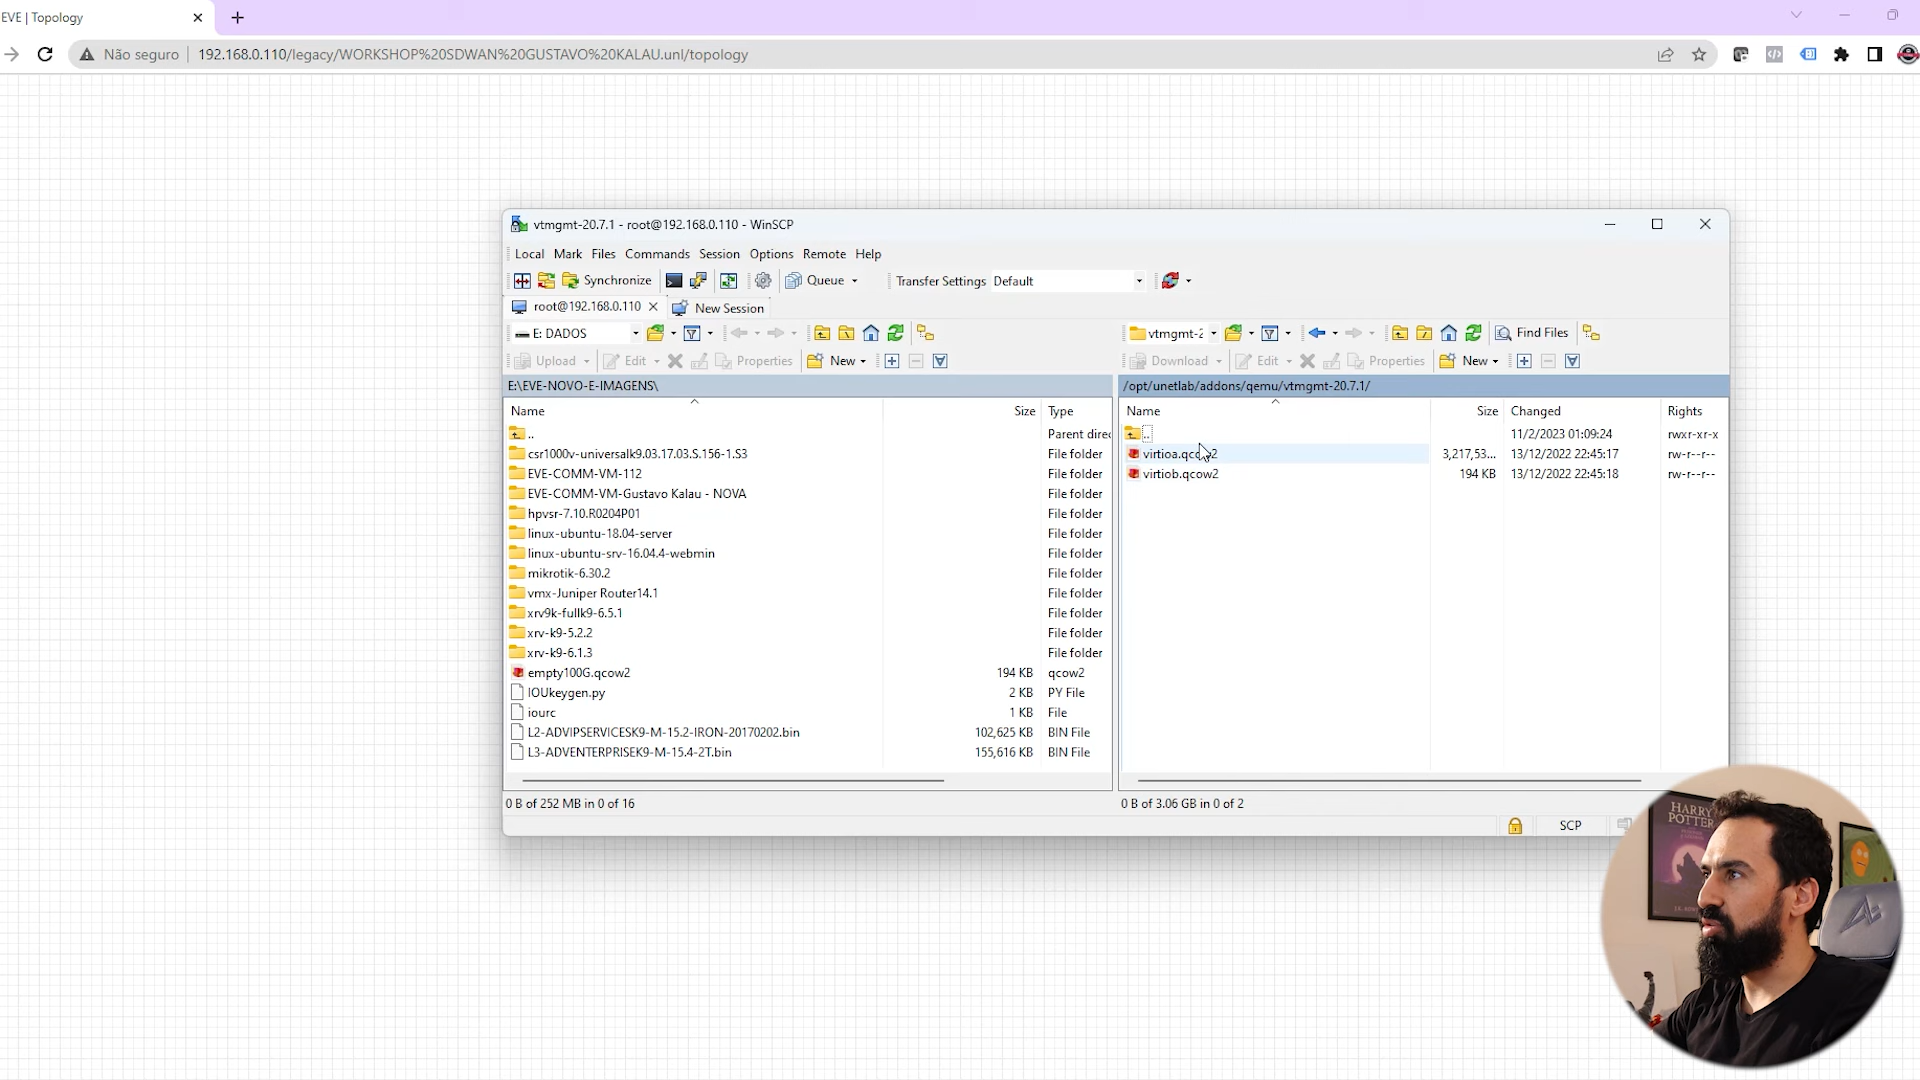 EVE | Topology
Não seguro
192.168.0.110/legacy/WORKSHOP%20SDWAN%20GUSTAVO%20KALAU.unl/topology
vtmgmt-20.7.1 - root@192.168.0.110 - WinSCP
Local Mark Files Commands Session Options Remote Help
Synchronize Queue Transfer Settings Default
root@192.168.0.110 New Session
E: DADOS
vtmgmt-2 Find Files
Upload Edit Properties New
Download Edit Properties New
E:\EVE-NOVO-E-IMAGENS\
/opt/unetlab/addons/qemu/vtmgmt-20.7.1/
Name Size Type
.. Parent direc
csr1000v-universalk9.03.17.03.S.156-1.S3 File folder
EVE-COMM-VM-112 File folder
EVE-COMM-VM-Gustavo Kalau - NOVA File folder
hpvsr-7.10.R0204P01 File folder
linux-ubuntu-18.04-server File folder
linux-ubuntu-srv-16.04.4-webmin File folder
mikrotik-6.30.2 File folder
vmx-Juniper Router14.1 File folder
xrv9k-fullk9-6.5.1 File folder
xrv-k9-5.2.2 File folder
xrv-k9-6.1.3 File folder
empty100G.qcow2 194 KB qcow2
IOUkeygen.py 2 KB PY File
iourc 1 KB File
L2-ADVIPSERVICESK9-M-15.2-IRON-20170202.bin 102,625 KB BIN File
L3-ADVENTERPRISEK9-M-15.4-2T.bin 155,616 KB BIN File
0 B of 252 MB in 0 of 16
Name Size Changed Rights
.. 11/2/2023 01:09:24 rwxr-xr-x
virtioa.qcow2 3,217,53... 13/12/2022 22:45:17 rw-r--r--
virtiob.qcow2 194 KB 13/12/2022 22:45:18 rw-r--r--
0 B of 3.06 GB in 0 of 2
SCP
HARRY
POTTER